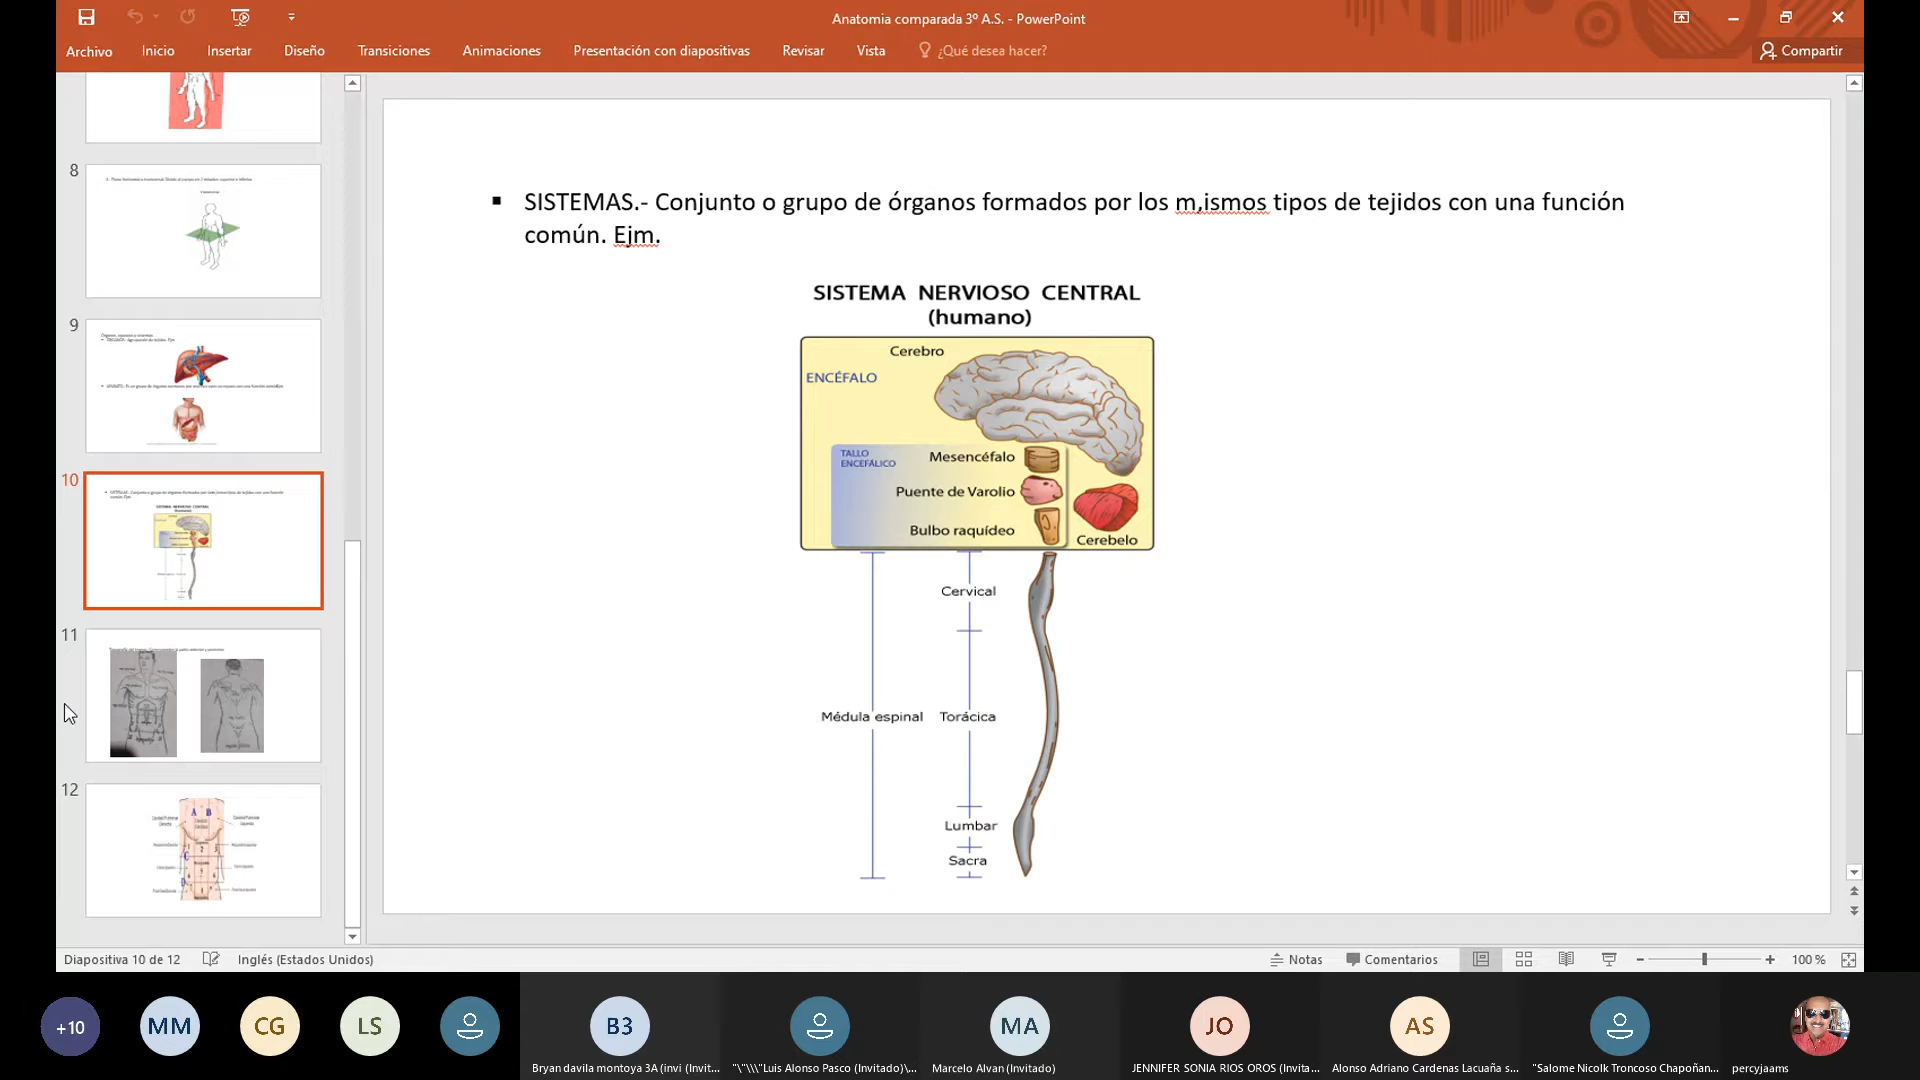 Anatomia comparada 3º A.S. - PowerPoint
Archivo Inicio Insertar Diseño Transiciones Animaciones Presentación con diapositivas Revisar Vista ¿Qué desea hacer? Compartir
8
9
10
11
12
▪ SISTEMAS.- Conjunto o grupo de órganos formados por los m,ismos tipos de tejidos con una función
común. Ejm.
SISTEMA NERVIOSO CENTRAL
(humano)
Cerebro
ENCÉFALO
TALLO
ENCEFÁLICO
Mesencéfalo
Puente de Varolio
Bulbo raquídeo
Cerebelo
Cervical
Médula espinal Torácica
Lumbar
Sacra
Diapositiva 10 de 12 Inglés (Estados Unidos) Notas Comentarios 100 %
+10 MM CG LS B3 MA JO AS
Bryan davila montoya 3A (invi (Invit... "\"\\\"Luis Alonso Pasco (Invitado)\... Marcelo Alvan (Invitado) JENNIFER SONIA RIOS OROS (Invita... Alonso Adriano Cardenas Lacuaña s... "Salome Nicolk Troncoso Chapoñan... percyjaams